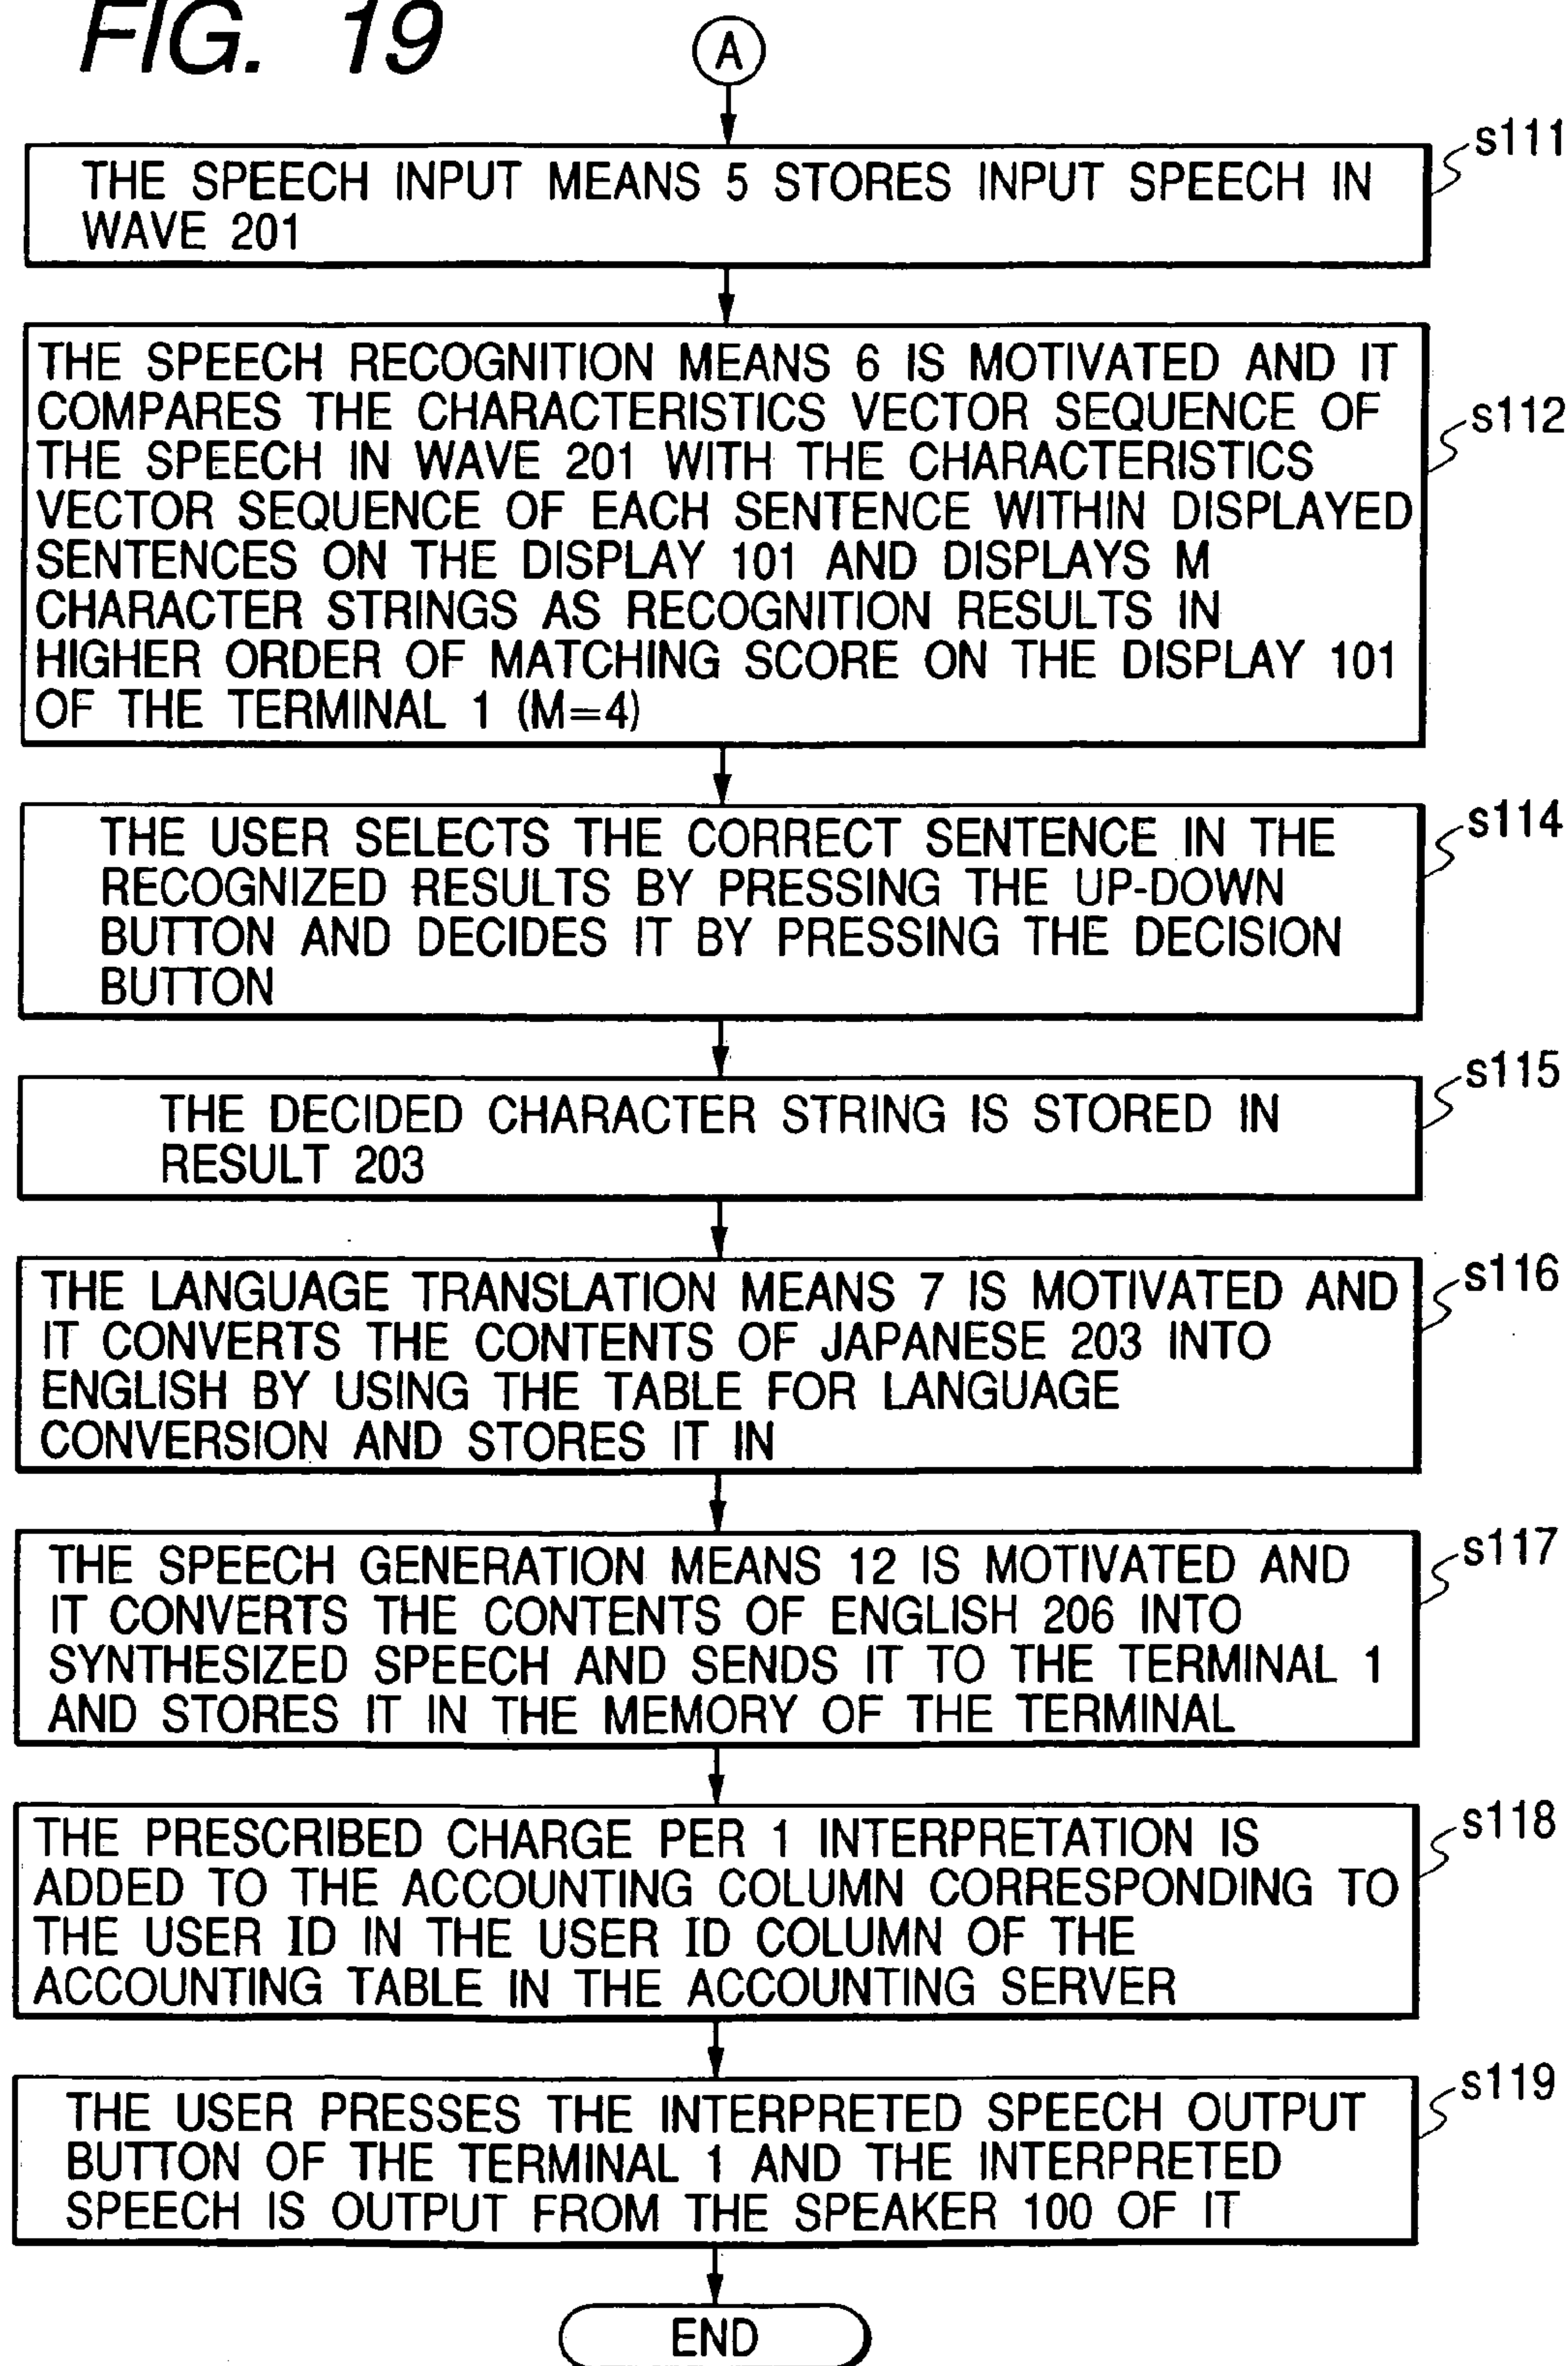 FIG. 19
A
s111
THE SPEECH INPUT MEANS 5 STORES INPUT SPEECH IN
WAVE 201
s112
THE SPEECH RECOGNITION MEANS 6 IS MOTIVATED AND IT
COMPARES THE CHARACTERISTICS VECTOR SEQUENCE OF
THE SPEECH IN WAVE 201 WITH THE CHARACTERISTICS
VECTOR SEQUENCE OF EACH SENTENCE WITHIN DISPLAYED
SENTENCES ON THE DISPLAY 101 AND DISPLAYS M
CHARACTER STRINGS AS RECOGNITION RESULTS IN
HIGHER ORDER OF MATCHING SCORE ON THE DISPLAY 101
OF THE TERMINAL 1 (M=4)
s114
THE USER SELECTS THE CORRECT SENTENCE IN THE
RECOGNIZED RESULTS BY PRESSING THE UP-DOWN
BUTTON AND DECIDES IT BY PRESSING THE DECISION
BUTTON
s115
THE DECIDED CHARACTER STRING IS STORED IN
RESULT 203
s116
THE LANGUAGE TRANSLATION MEANS 7 IS MOTIVATED AND
IT CONVERTS THE CONTENTS OF JAPANESE 203 INTO
ENGLISH BY USING THE TABLE FOR LANGUAGE
CONVERSION AND STORES IT IN
s117
THE SPEECH GENERATION MEANS 12 IS MOTIVATED AND
IT CONVERTS THE CONTENTS OF ENGLISH 206 INTO
SYNTHESIZED SPEECH AND SENDS IT TO THE TERMINAL 1
AND STORES IT IN THE MEMORY OF THE TERMINAL
s118
THE PRESCRIBED CHARGE PER 1 INTERPRETATION IS
ADDED TO THE ACCOUNTING COLUMN CORRESPONDING TO
THE USER ID IN THE USER ID COLUMN OF THE
ACCOUNTING TABLE IN THE ACCOUNTING SERVER
s119
THE USER PRESSES THE INTERPRETED SPEECH OUTPUT
BUTTON OF THE TERMINAL 1 AND THE INTERPRETED
SPEECH IS OUTPUT FROM THE SPEAKER 100 OF IT
END